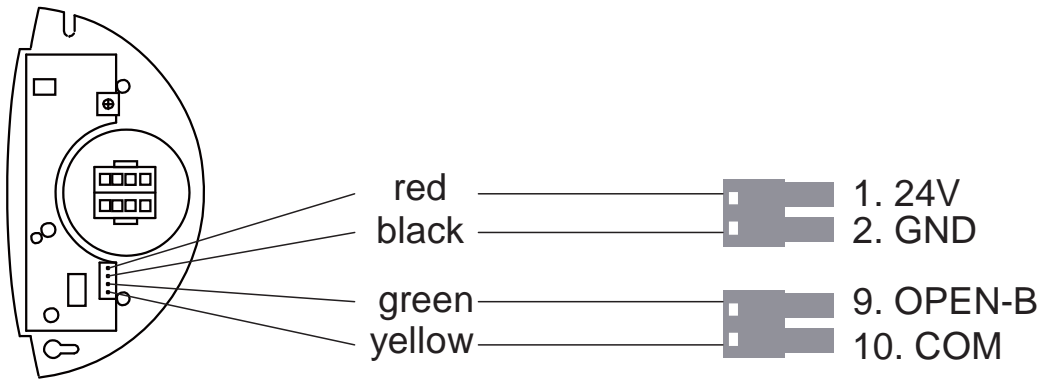 red 1. 24V
black 2. GND
green 9. OPEN-B
yellow 10. COM